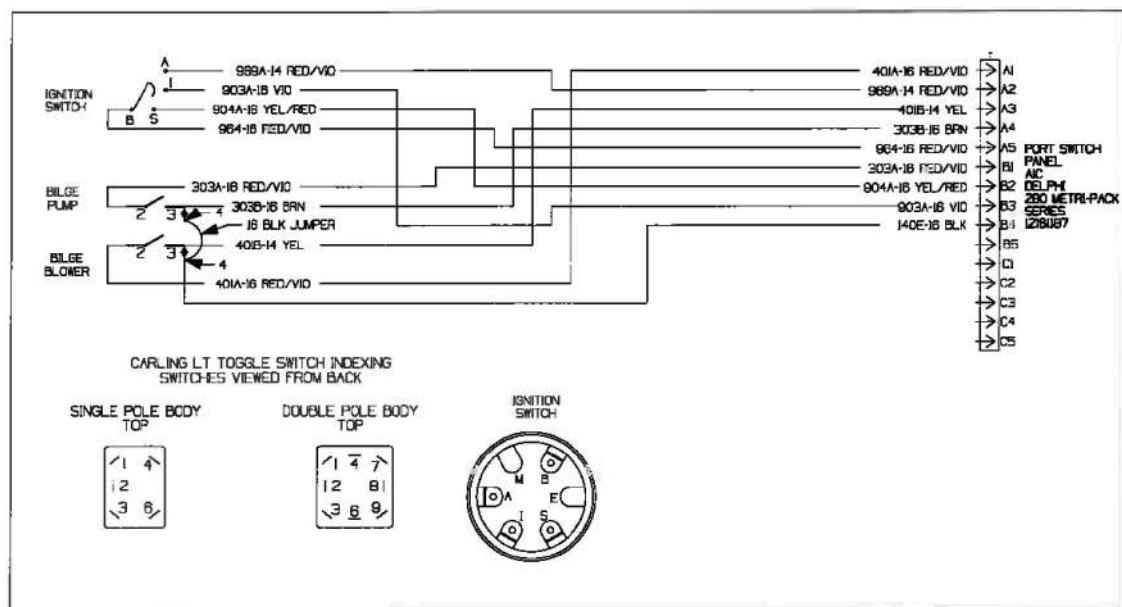 A
989A-14 RED/VIO
I
903A-16 VIO
IGNITION
SWITCH
904A-16 YEL/RED
B S
964-16 RED/VIO
303A-16 RED/VIO
BILGE
PUMP
303B-16 BRN
2 3 4
16 BLK JUMPER
401B-14 YEL
2 3
4
BILGE
BLOWER
401A-16 RED/VIO
401A-16 RED/VIO A1
969A-14 RED/VIO A2
401B-14 YEL A3
303B-16 BRN A4
964-16 RED/VIO A5
303A-16 RED/VIO B1
904A-16 YEL/RED B2
903A-16 VIO B3
140E-16 BLK B4
B5
C1
C2
C3
C4
C5
PORT SWITCH
PANEL
AIC
DELPHI
280 METRI-PACK
SERIES
CARLING LT TOGGLE SWITCH INDEXING
SWITCHES VIEWED FROM BACK
SINGLE POLE BODY
TOP
1 4
2
3 6
DOUBLE POLE BODY
TOP
1 4 7
2 8
3 6 9
IGNITION
SWITCH
M B
A E
I S